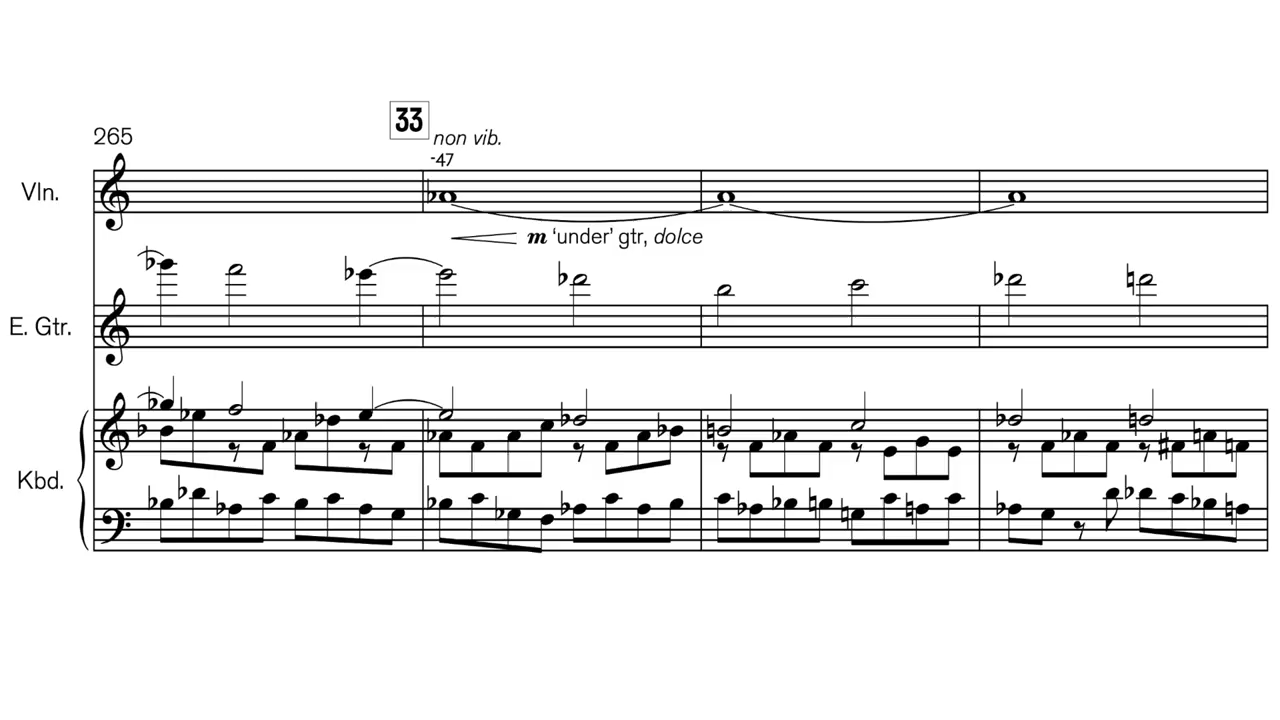 33
265
non vib.
-47
Vln.
m ‘under’ gtr, dolce
E. Gtr.
Kbd.